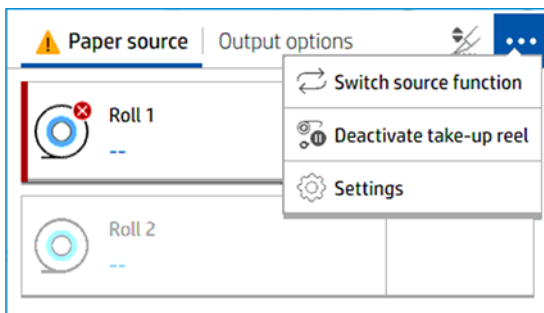 Paper source
Output options
Switch source function
Roll 1
--
Deactivate take-up reel
Settings
Roll 2
--